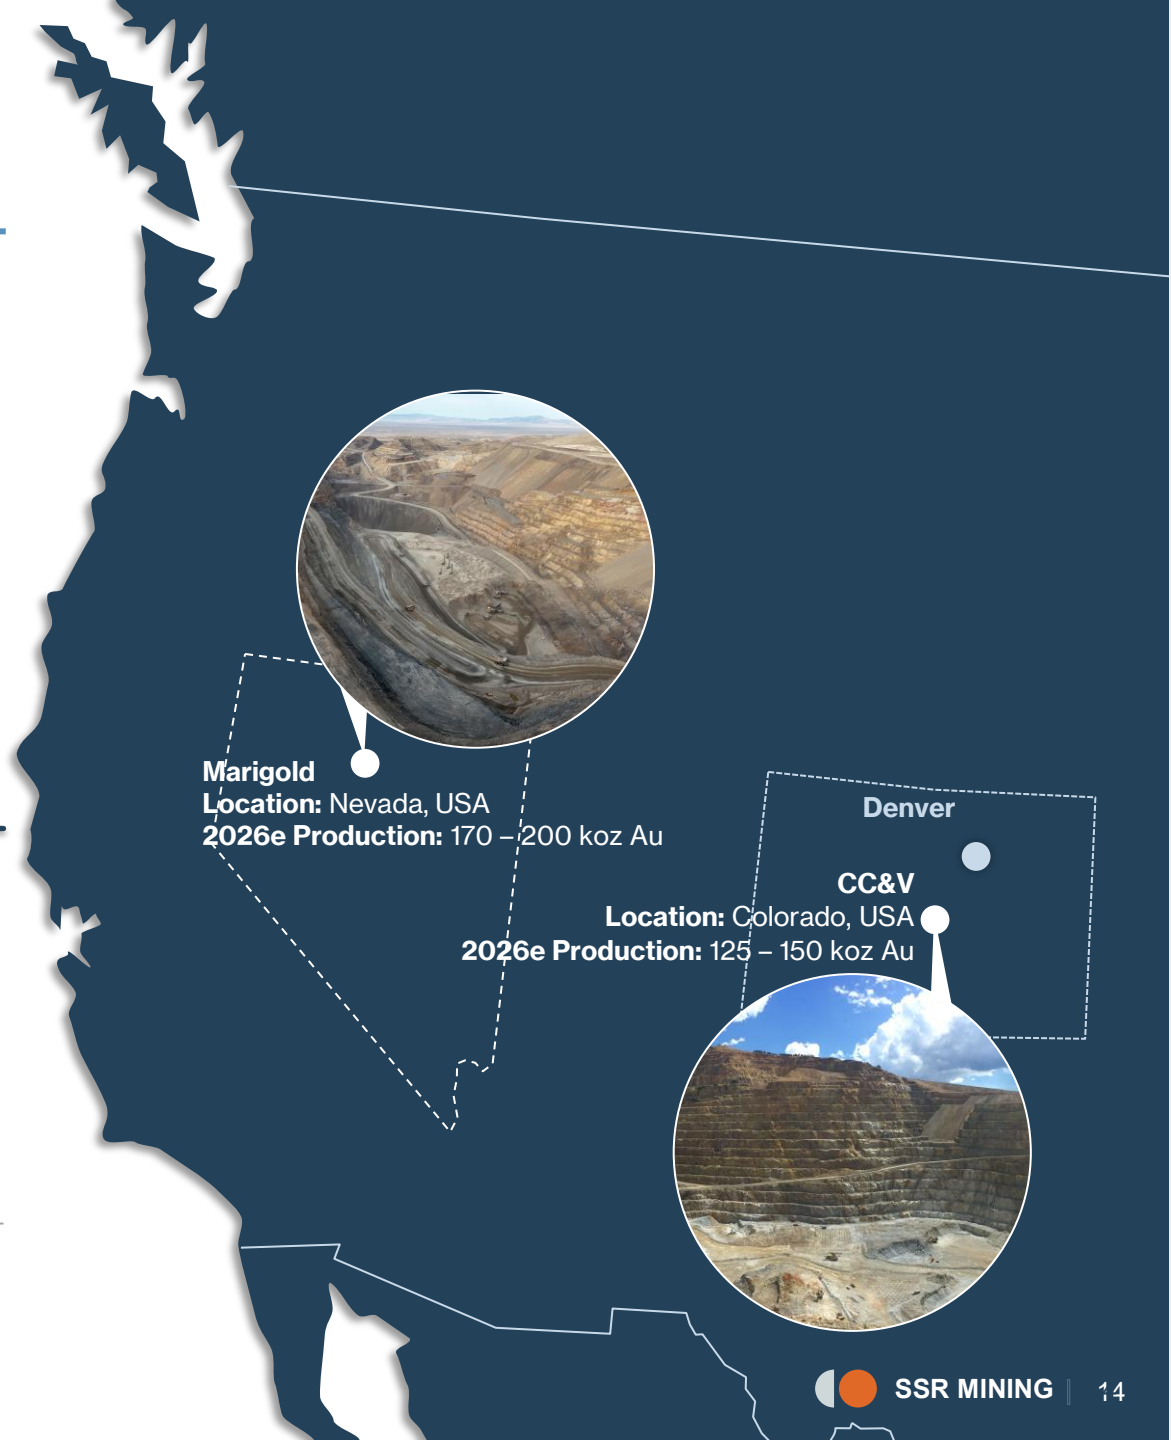 Marigold
Location: Nevada, USA
2026e Production: 170 – 200 koz Au
Denver
CC&V
Location: Colorado, USA
2026e Production: 125 – 150 koz Au
SSR MINING
14